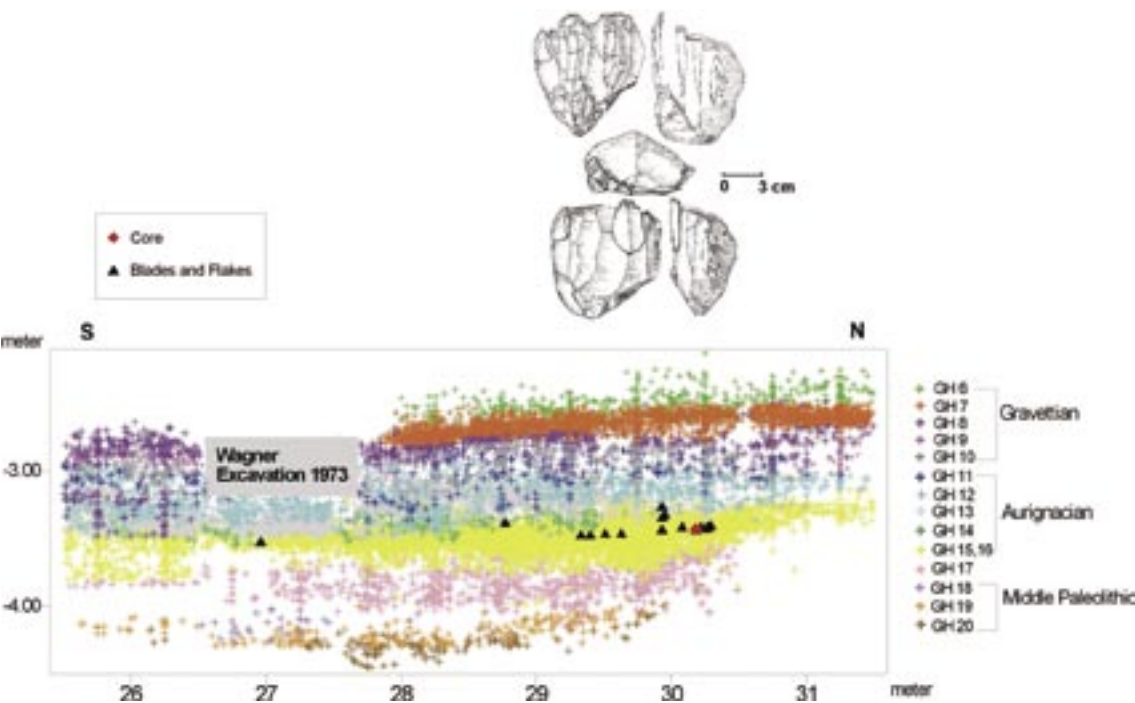 0 3 cm
Core
Blades and Flakes
S
N
meter
Wagner
Excavation 1973
-3.00
-4.00
GH 6
GH 7
GH 8
GH 9
GH 10
GH 11
GH 12
GH 13
GH 14
GH 15,16
GH 17
GH 18
GH 19
GH 20
Gravettian
Aurignacian
Middle Paleolithic
26 27 28 29 30 31 meter